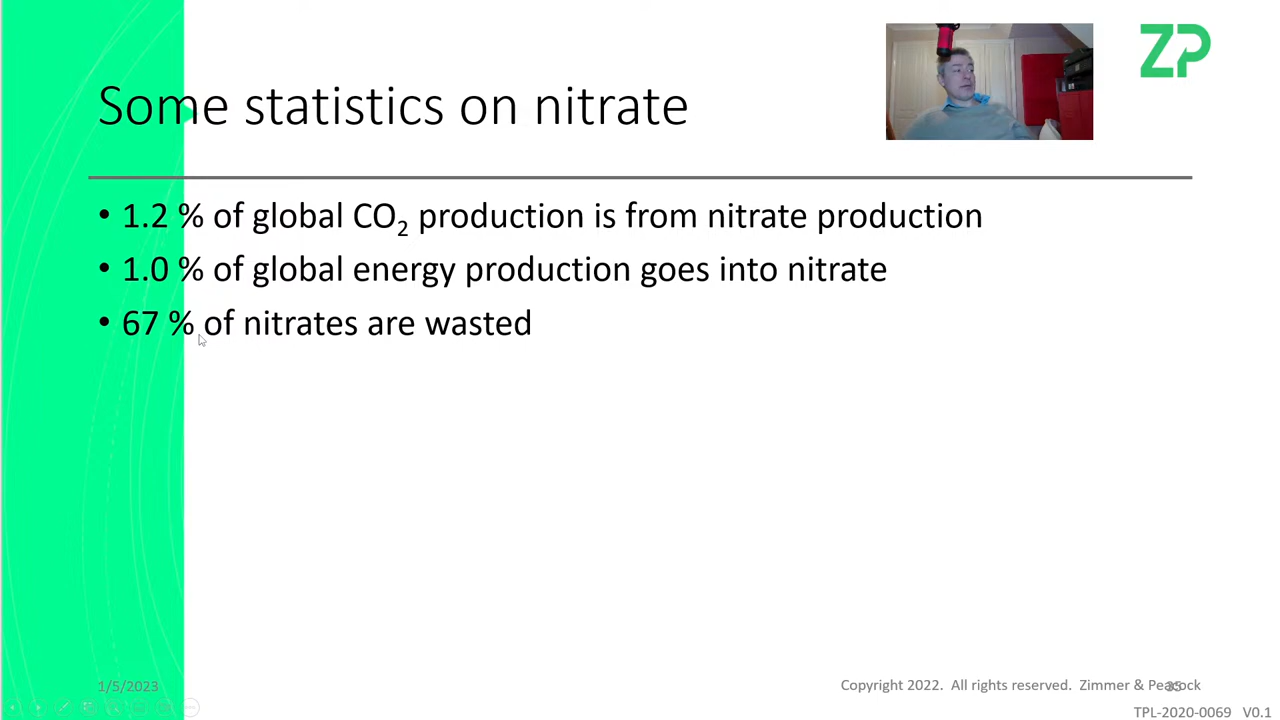 ZP
Some statistics on nitrate
• 1.2 % of global CO₂ production is from nitrate production
• 1.0 % of global energy production goes into nitrate
• 67 % of nitrates are wasted
1/5/2023
Copyright 2022. All rights reserved. Zimmer & Peacock
35
TPL-2020-0069 V0.1